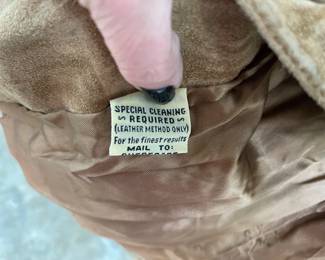 SPECIAL CLEANING
REQUIRED
(LEATHER METHOD ONLY)
For the finest results
MAIL TO: